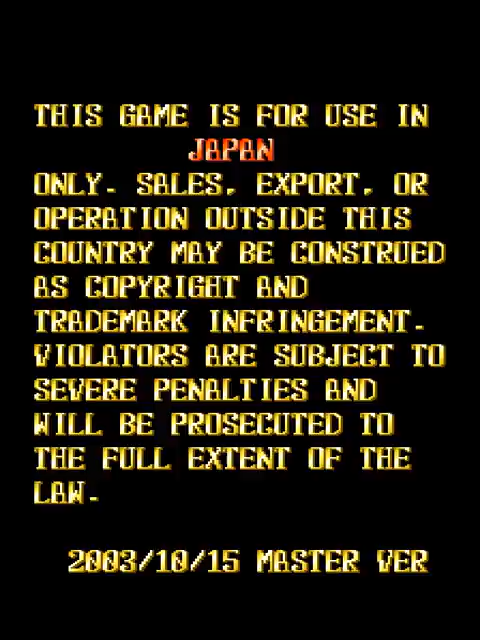 THIS GAME IS FOR USE IN
JAPAN
ONLY. SALES, EXPORT, OR
OPERATION OUTSIDE THIS
COUNTRY MAY BE CONSTRUED
AS COPYRIGHT AND
TRADEMARK INFRINGEMENT.
VIOLATORS ARE SUBJECT TO
SEVERE PENALTIES AND
WILL BE PROSECUTED TO
THE FULL EXTENT OF THE
LAW.
2003/10/15 MASTER VER